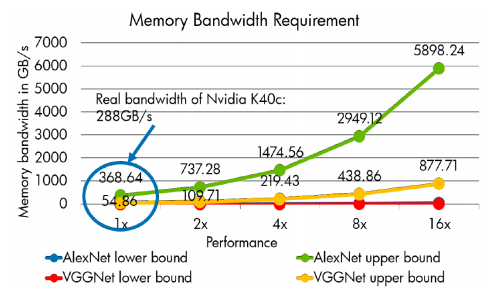 Memory Bandwidth Requirement
Memory bandwidth in GB/s
7000
6000
5000
4000
3000
2000
1000
0
Real bandwidth of Nvidia K40c:
288GB/s
368.64
737.28
1474.56
2949.12
5898.24
54.86
109.71
219.43
438.86
877.71
1x
2x
4x
8x
16x
Performance
AlexNet lower bound
AlexNet upper bound
VGGNet lower bound
VGGNet upper bound